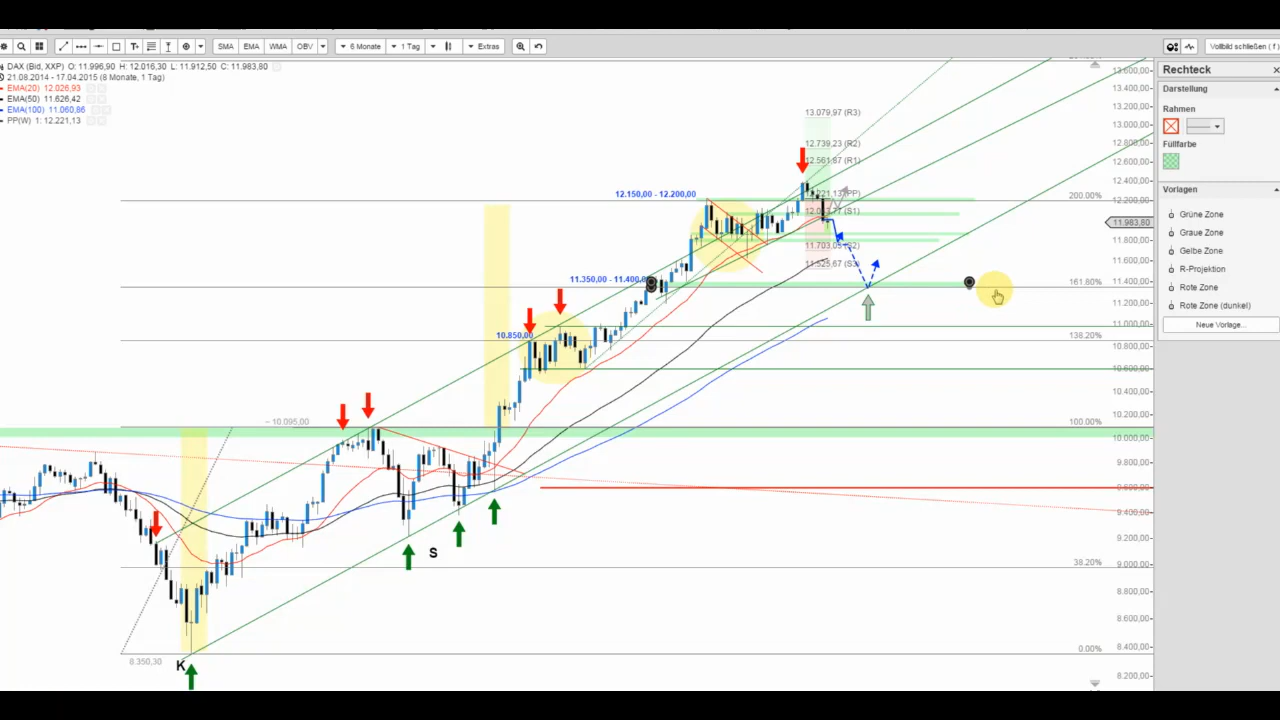 SMA EMA WMA OBV 6 Monate 1 Tag Extras Vollbild schließen ( f )
DAX (Bid, XXP) O: 11.996,90 H: 12.016,30 L: 11.912,50 C: 11.983,80
21.08.2014 - 17.04.2015 (8 Monate, 1 Tag)
EMA(20) 12.026,93
EMA(50) 11.626,42
EMA(100) 11.060,86
PP(W) 1: 12.221,13
13.079,97 (R3)
12.739,23 (R2)
12.561,87 (R1)
(PP)
(S1)
11.703,03 (S2)
11.525,67 (S3)
12.150,00 - 12.200,00
11.350,00 - 11.400,00
10.850,00
~ 10.095,00
8.350,30
K
S
200.00%
161.80%
138.20%
100.00%
38.20%
0.00%
13.600,00
13.400,00
13.200,00
13.000,00
12.800,00
12.600,00
12.400,00
12.200,00
11.983,80
11.800,00
11.600,00
11.400,00
11.200,00
11.000,00
10.800,00
10.600,00
10.400,00
10.200,00
10.000,00
9.800,00
9.600,00
9.400,00
9.200,00
9.000,00
8.800,00
8.600,00
8.400,00
8.200,00
Rechteck
Darstellung
Rahmen
Füllfarbe
Vorlagen
Grüne Zone
Graue Zone
Gelbe Zone
R-Projektion
Rote Zone
Rote Zone (dunkel)
Neue Vorlage...